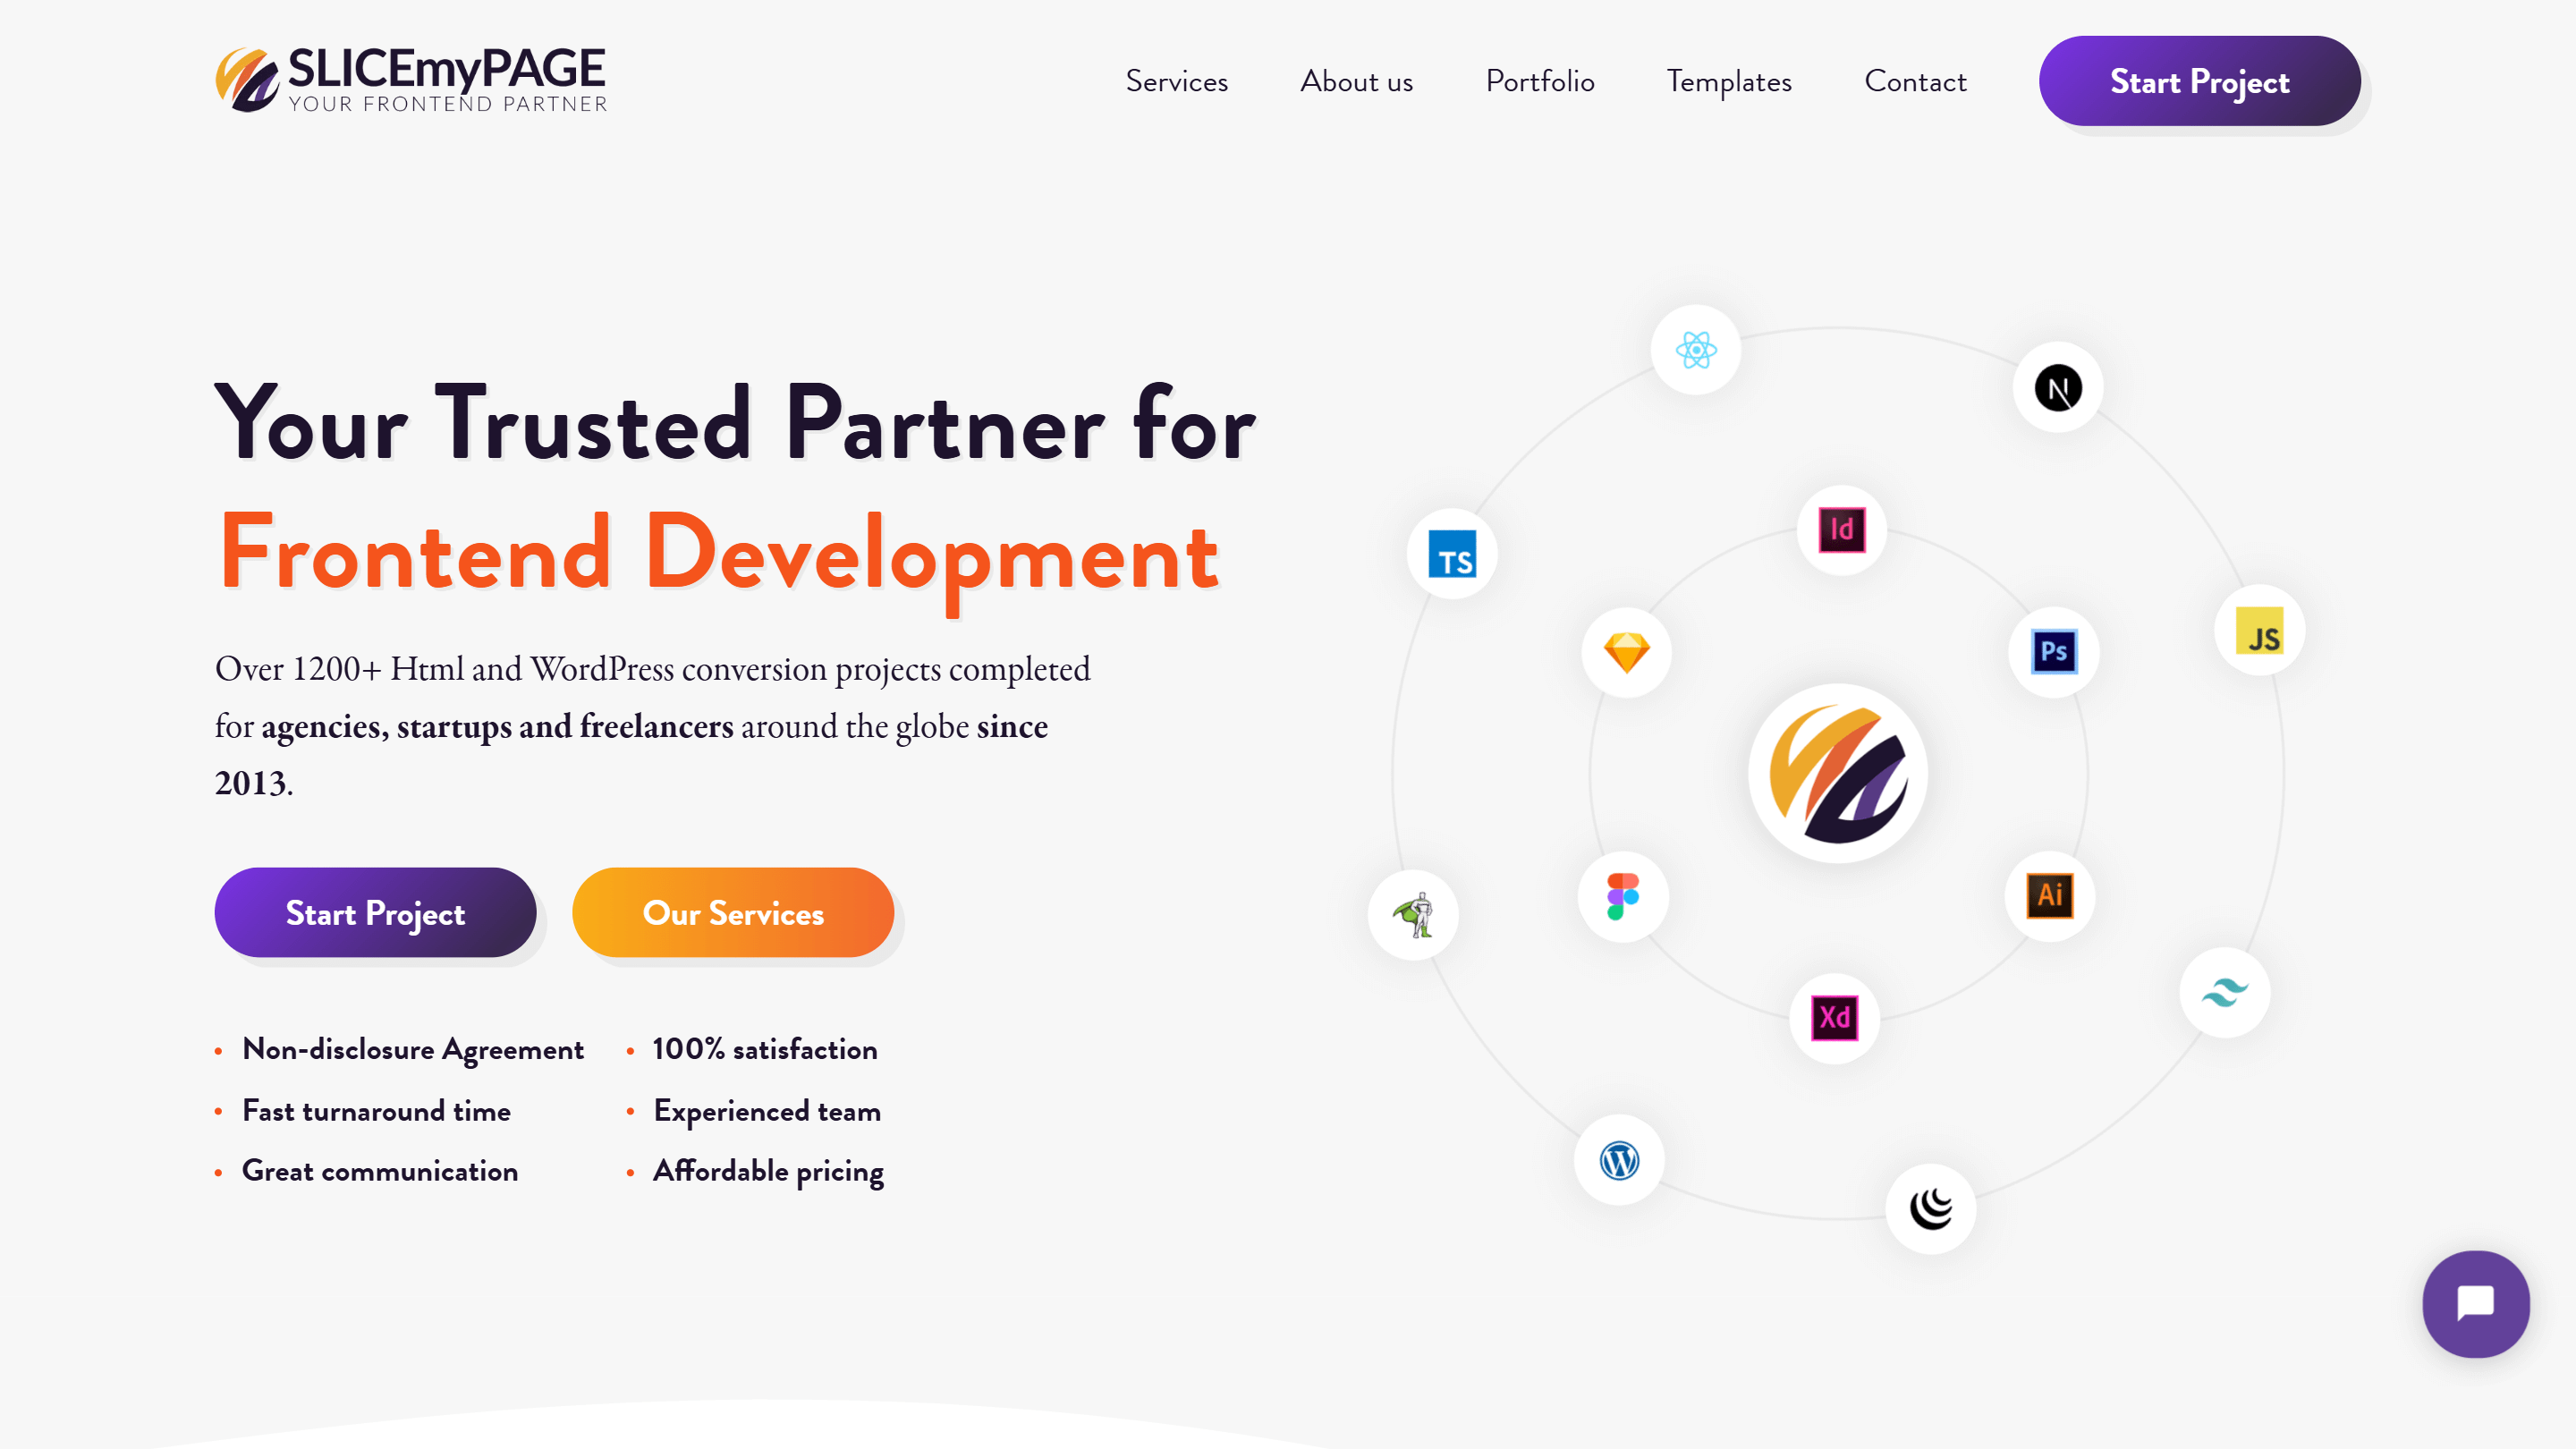 SLICEmyPAGE
YOUR FRONTEND PARTNER
Services
About us
Portfolio
Templates
Contact
Start Project
Your Trusted Partner for
Frontend Development
Over 1200+ Html and WordPress conversion projects completed
for agencies, startups and freelancers around the globe since
2013.
Start Project
Our Services
Non-disclosure Agreement
100% satisfaction
Fast turnaround time
Experienced team
Great communication
Affordable pricing
N
TS
Id
JS
Ps
Ai
Xd
W